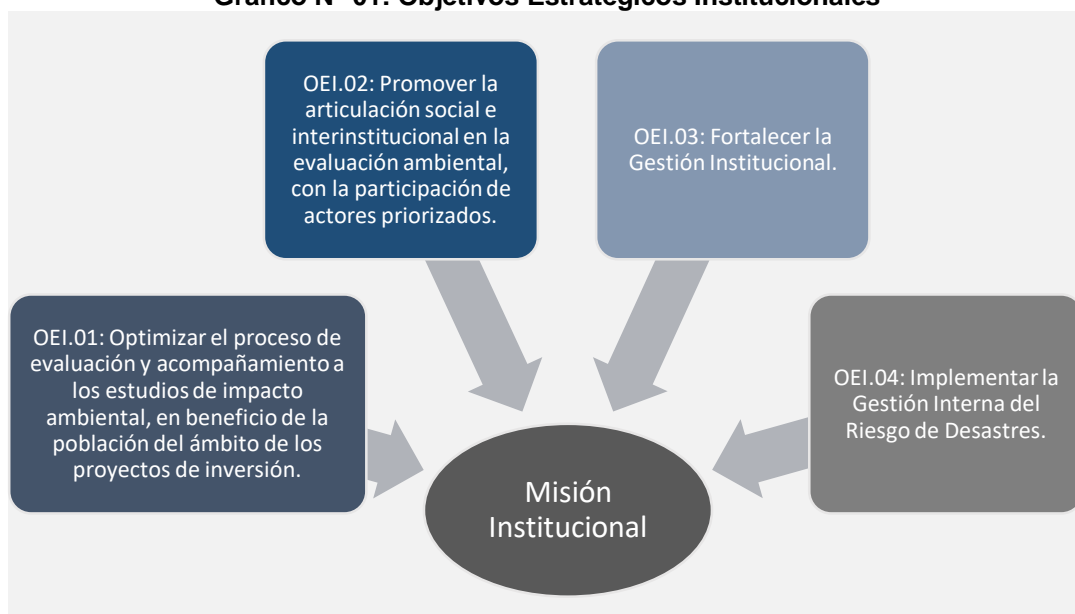 Gráfico N° 01: Objetivos Estratégicos Institucionales
OEI.02: Promover la
articulación social e
interinstitucional en la
evaluación ambiental,
con la participación de
actores priorizados.
OEI.03: Fortalecer la
Gestión Institucional.
OEI.01: Optimizar el proceso de
evaluación y acompañamiento a
los estudios de impacto
ambiental, en beneficio de la
población del ámbito de los
proyectos de inversión.
OEI.04: Implementar la
Gestión Interna del
Riesgo de Desastres.
Misión
Institucional